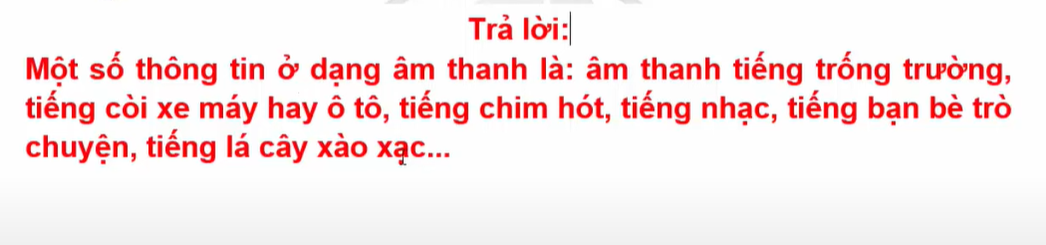 Trả lời:
Một số thông tin ở dạng âm thanh là: âm thanh tiếng trống trường,
tiếng còi xe máy hay ô tô, tiếng chim hót, tiếng nhạc, tiếng bạn bè trò
chuyện, tiếng lá cây xào xạc...